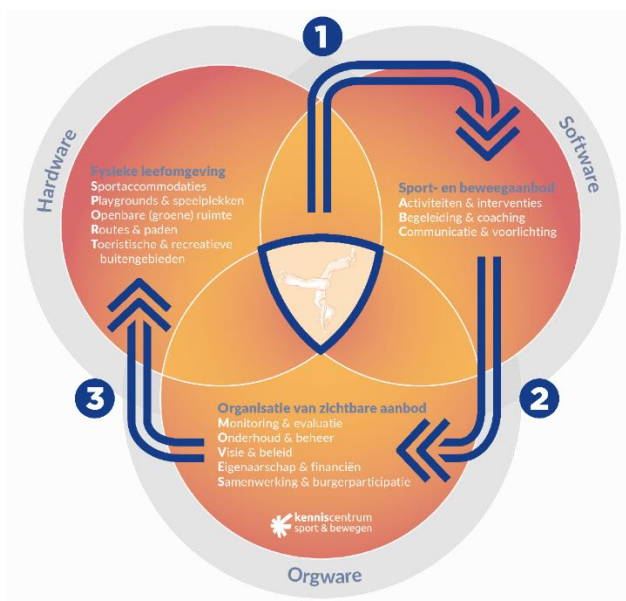 1
Hardware
Software
Fysieke leefomgeving
Sportaccommodaties
Playgrounds & speelplekken
Openbare (groene) ruimte
Routes & paden
Toeristische & recreatieve
buitengebieden
Sport- en beweegaanbod
Activiteiten & interventies
Begeleiding & coaching
Communicatie & voorlichting
3
2
Organisatie van zichtbare aanbod
Monitoring & evaluatie
Onderhoud & beheer
Visie & beleid
Eigenaarschap & financiën
Samenwerking & burgerparticipatie
kenniscentrum
sport & bewegen
Orgware